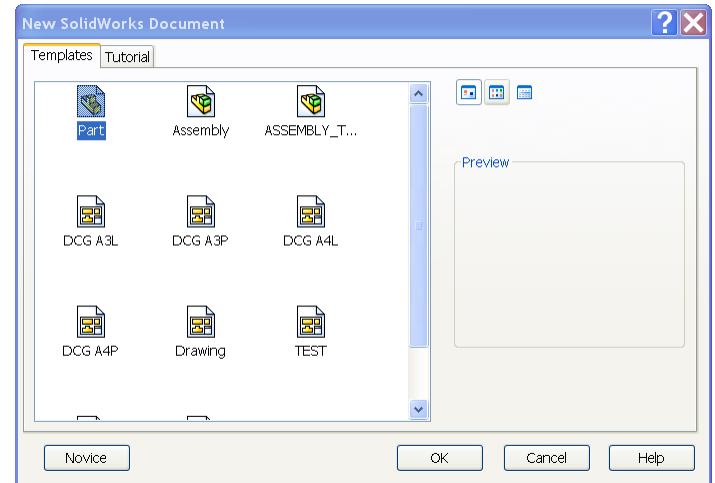 New SolidWorks Document
Templates Tutorial
Part Assembly ASSEMBLY_T...
Preview
DCG A3L DCG A3P DCG A4L
DCG A4P Drawing TEST
Novice OK Cancel Help